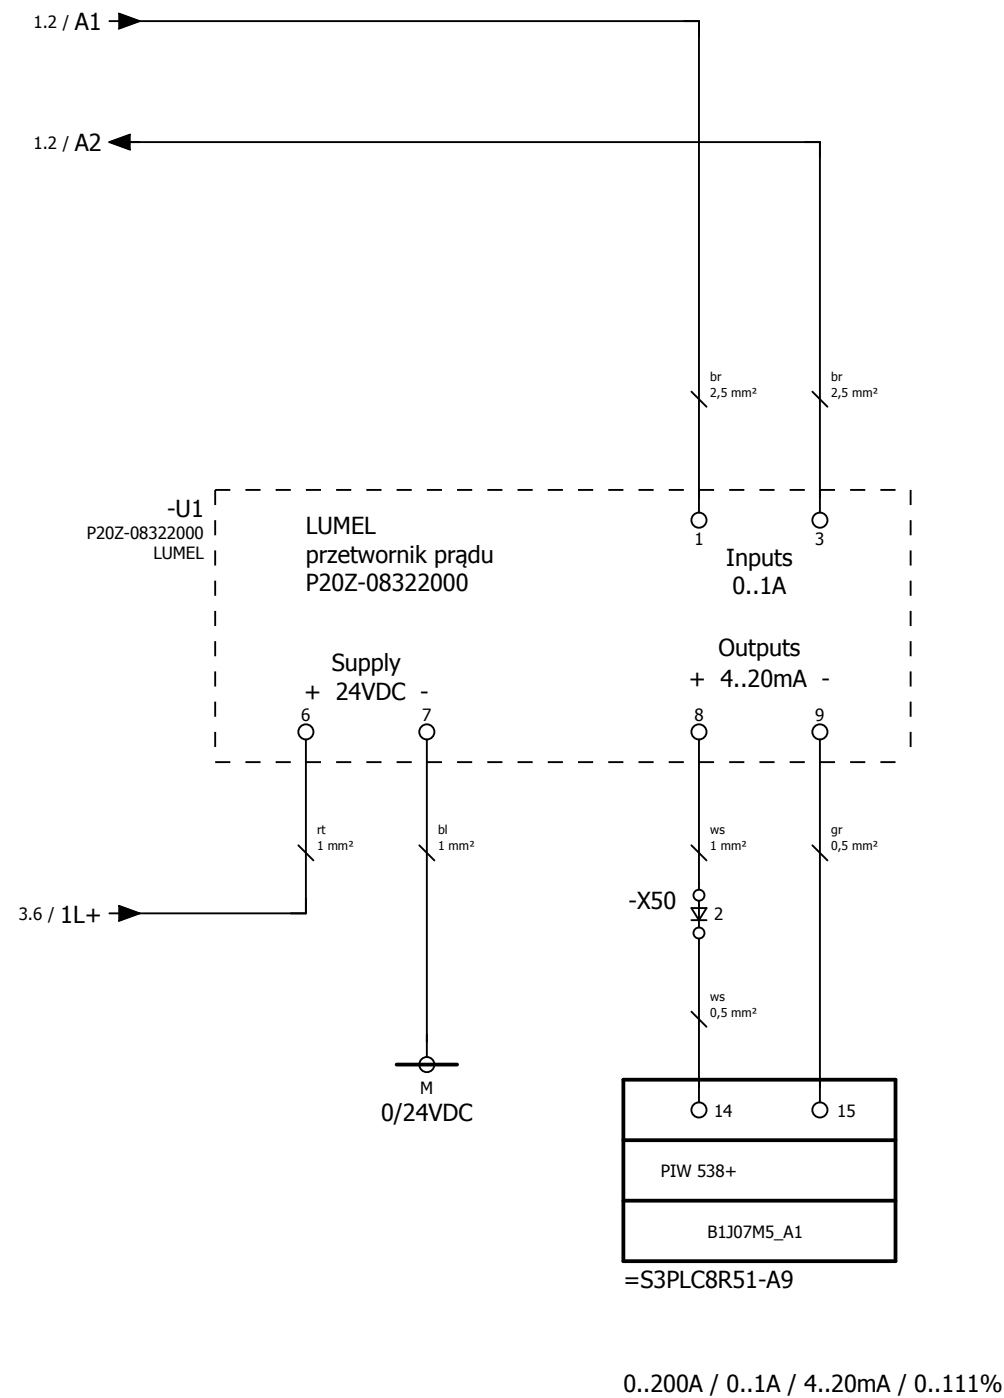 1.2 / A1
1.2 / A2
br
2,5 mm²
br
2,5 mm²
-U1
P20Z-08322000
LUMEL
LUMEL
przetwornik prądu
P20Z-08322000
1
3
Inputs
0..1A
Supply
+ 24VDC -
6
7
Outputs
+ 4..20mA -
8
9
rt
1 mm²
bl
1 mm²
ws
1 mm²
gr
0,5 mm²
-X50
2
3.6 / 1L+
ws
0,5 mm²
M
0/24VDC
14
15
PIW 538+
B1J07M5_A1
=S3PLC8R51-A9
0..200A / 0..1A / 4..20mA / 0..111%